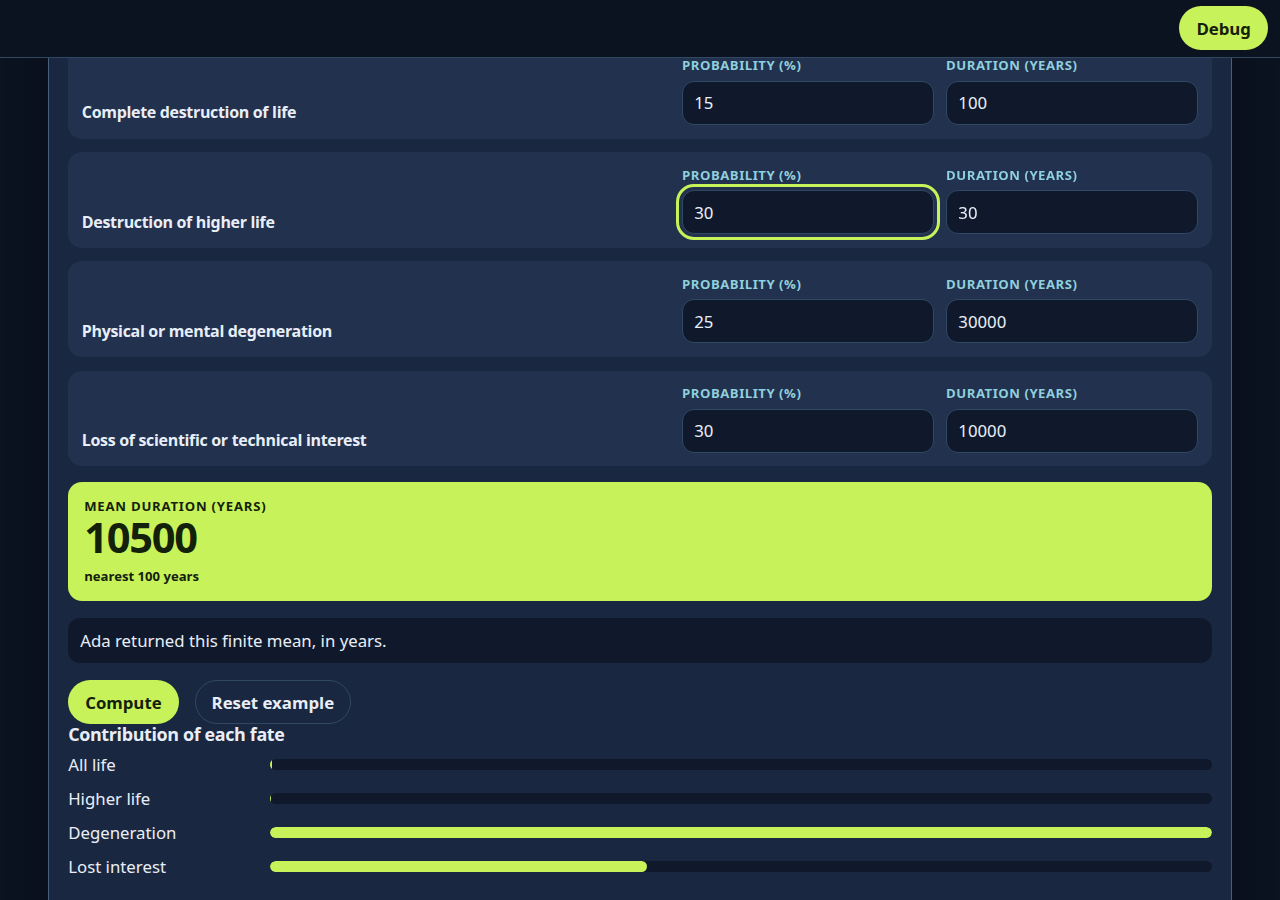 Debug
PROBABILITY (%) DURATION (YEARS)
Complete destruction of life 15 100
PROBABILITY (%) DURATION (YEARS)
Destruction of higher life 30 30
PROBABILITY (%) DURATION (YEARS)
Physical or mental degeneration 25 30000
PROBABILITY (%) DURATION (YEARS)
Loss of scientific or technical interest 30 10000
MEAN DURATION (YEARS)
10500
nearest 100 years
Ada returned this finite mean, in years.
Compute Reset example
Contribution of each fate
All life
Higher life
Degeneration
Lost interest